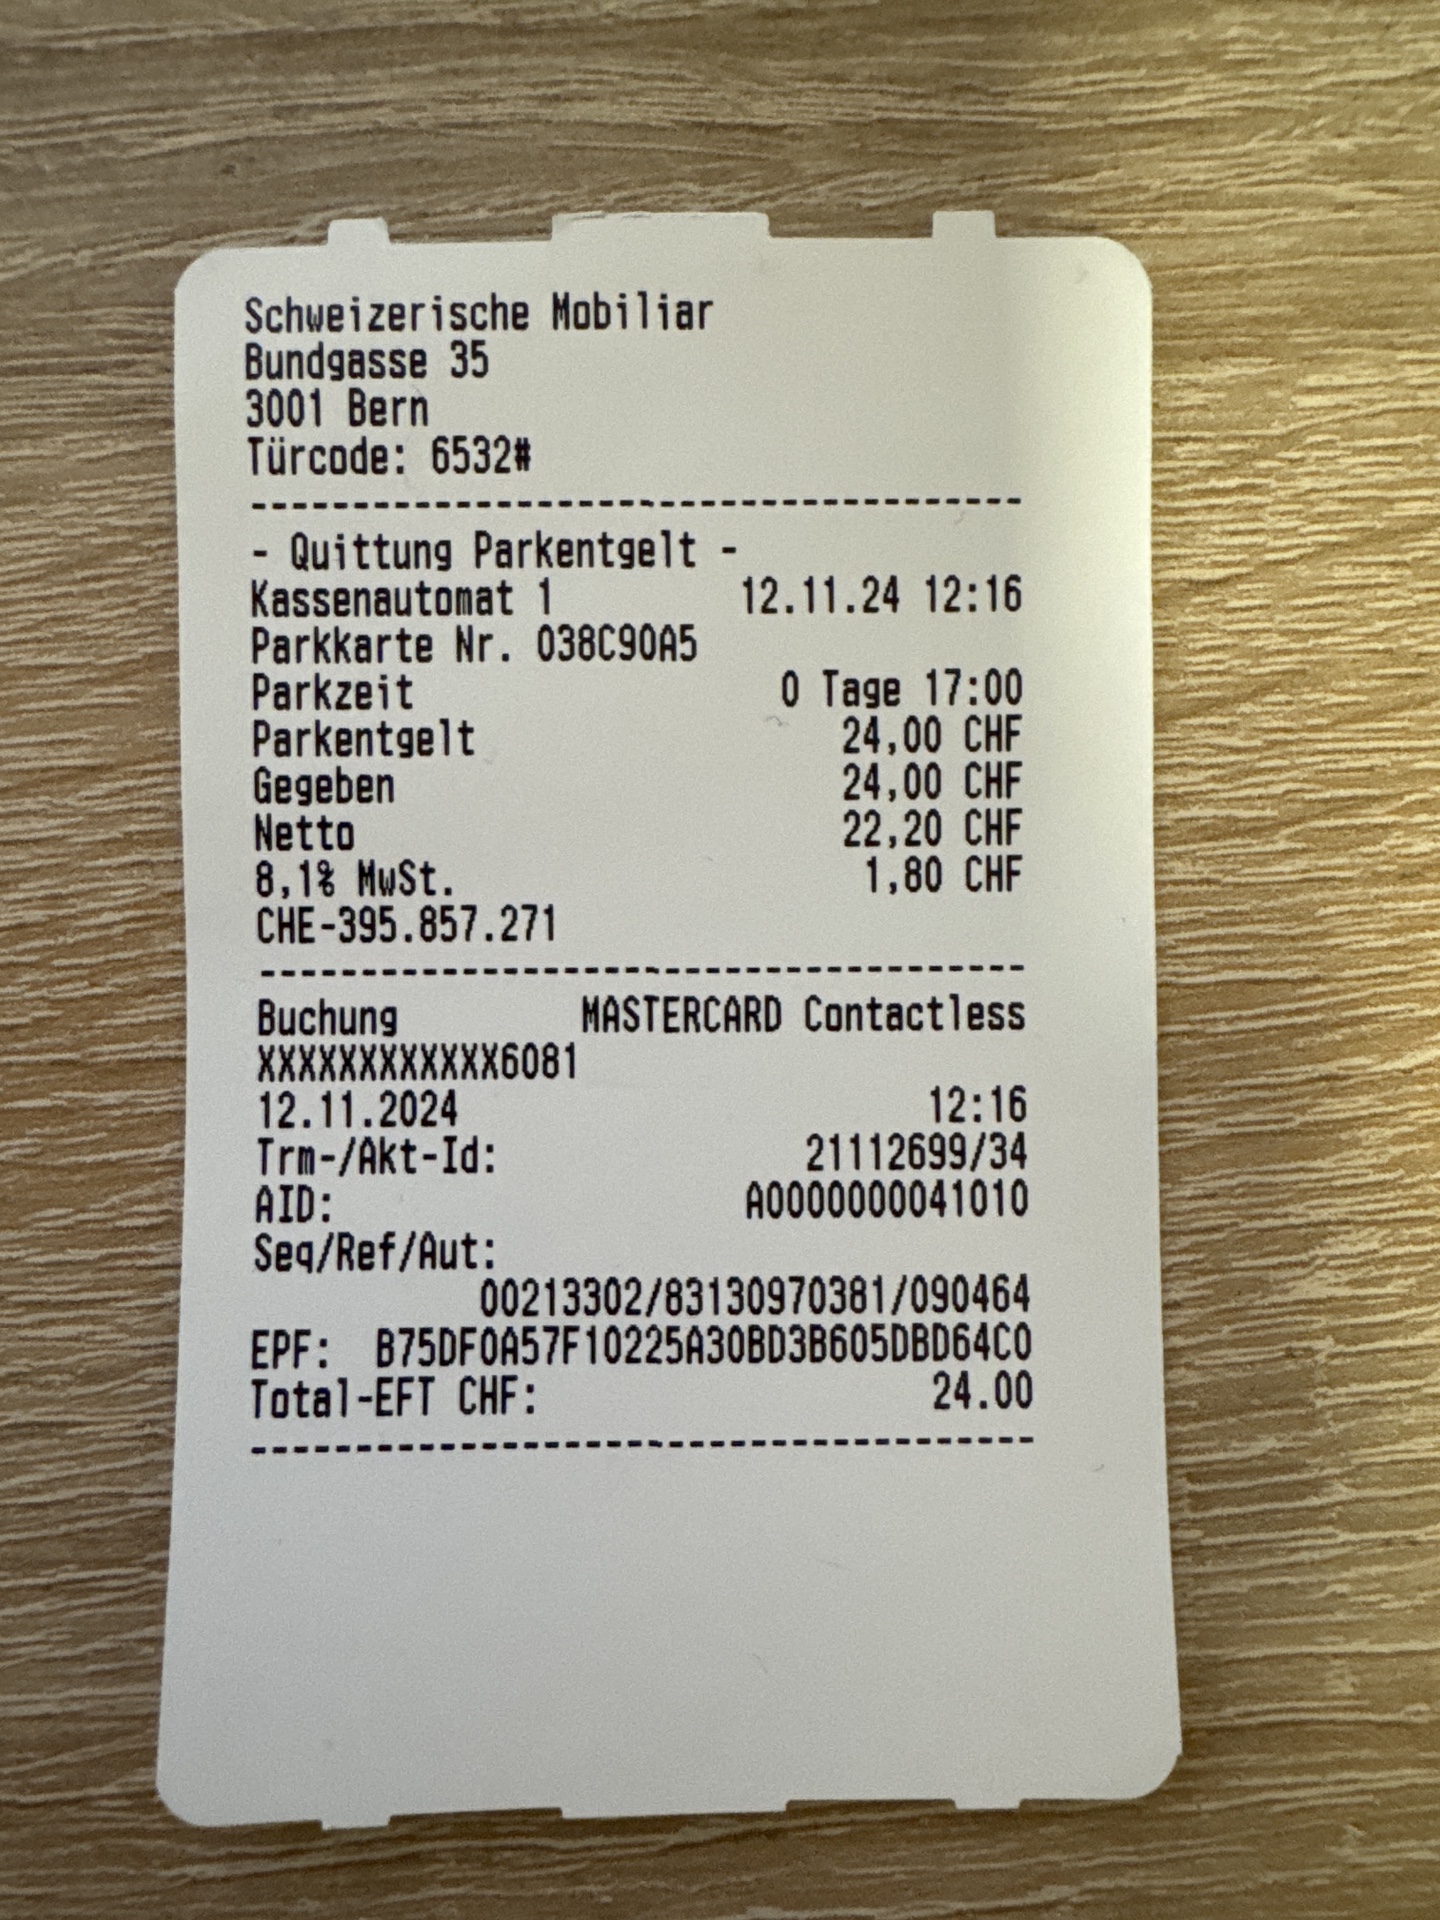 Schweizerische Mobiliar
Bundgasse 35
3001 Bern
Türcode: 6532#
--------------------------------------
- Quittung Parkentgelt -
Kassenautomat 1 12.11.24 12:16
Parkkarte Nr. 038C90A5
Parkzeit 0 Tage 17:00
Parkentgelt 24,00 CHF
Gegeben 24,00 CHF
Netto 22,20 CHF
8,1% MwSt. 1,80 CHF
CHE-395.857.271
--------------------------------------
Buchung MASTERCARD Contactless
XXXXXXXXXXXX6081
12.11.2024 12:16
Trm-/Akt-Id: 21112699/34
AID: A0000000041010
Seq/Ref/Aut:
00213302/83130970381/090464
EPF: B75DF0A57F10225A30BD3B605DBD64C0
Total-EFT CHF: 24.00
--------------------------------------